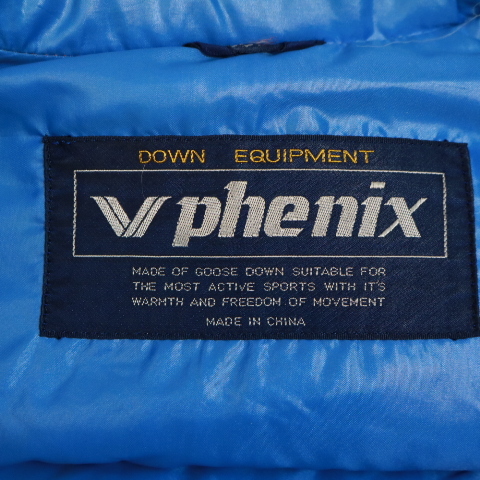 DOWN EQUIPMENT
phenix
MADE OF GOOSE DOWN SUITABLE FOR
THE MOST ACTIVE SPORTS WITH IT'S
WARMTH AND FREEDOM OF MOVEMENT
MADE IN CHINA